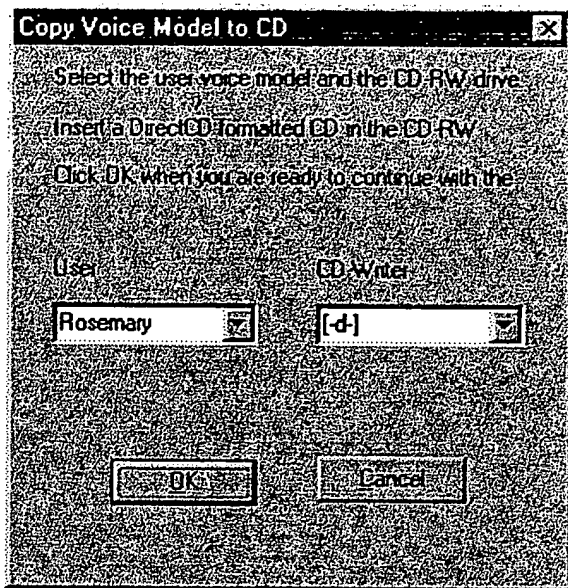 Copy Voice Model to CD
Select the user voice model and the CD-RW drive.
Insert a DirectCD-formatted CD in the CD-RW
Click OK when you are ready to continue with the
User CD-Writer
Rosemary [-d-]
OK Cancel